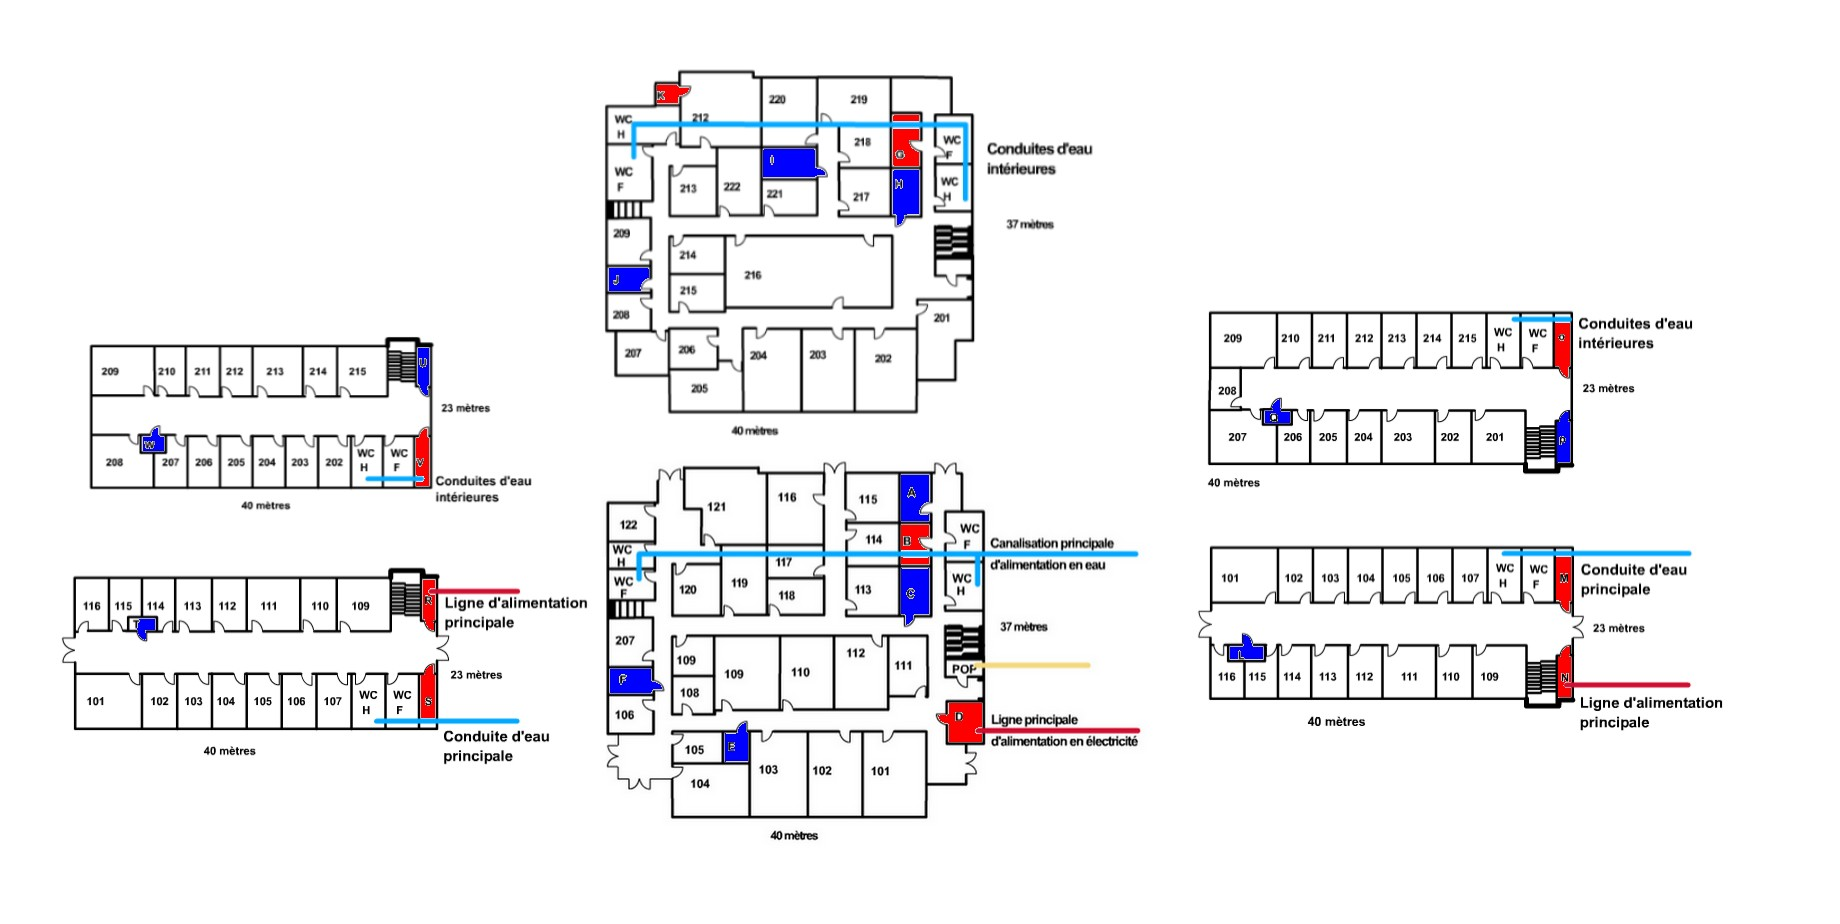 K
212
220
219
WC
H
218
G
WC
F
Conduites d'eau
intérieures
I
WC
F
213
222
221
217
H
WC
H
37 mètres
209
214
216
J
215
208
201
207
206
204
203
202
205
40 mètres
209
210
211
212
213
214
215
U
23 mètres
W
208
207
206
205
204
203
202
WC
H
WC
F
V
Conduites d'eau
intérieures
40 mètres
209
210
211
212
213
214
215
WC
H
WC
F
O
Conduites d'eau
intérieures
23 mètres
208
Q
207
206
205
204
203
202
201
P
40 mètres
116
115
114
113
112
111
110
109
R
Ligne d'alimentation
principale
T
23 mètres
101
102
103
104
105
106
107
WC
H
WC
F
S
Conduite d'eau
principale
40 mètres
121
116
115
A
122
114
B
WC
F
Canalisation principale
d'alimentation en eau
WC
H
117
WC
F
120
119
118
113
C
WC
H
37 mètres
207
109
109
110
112
111
POP
F
108
106
D
Ligne principale
d'alimentation en électricité
105
E
104
103
102
101
40 mètres
101
102
103
104
105
106
107
WC
H
WC
F
M
Conduite d'eau
principale
23 mètres
L
116
115
114
113
112
111
110
109
N
Ligne d'alimentation
principale
40 mètres